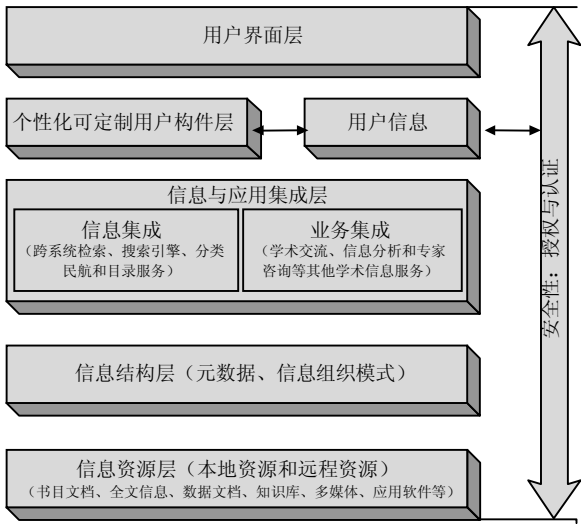 用户界面层
个性化可定制用户构件层
用户信息
信息与应用集成层
信息集成
（跨系统检索、搜索引擎、分类
民航和目录服务）
业务集成
（学术交流、信息分析和专家
咨询等其他学术信息服务）
信息结构层（元数据、信息组织模式）
信息资源层（本地资源和远程资源）
（书目文档、全文信息、数据文档、知识库、多媒体、应用软件等）
安全性：授权与认证